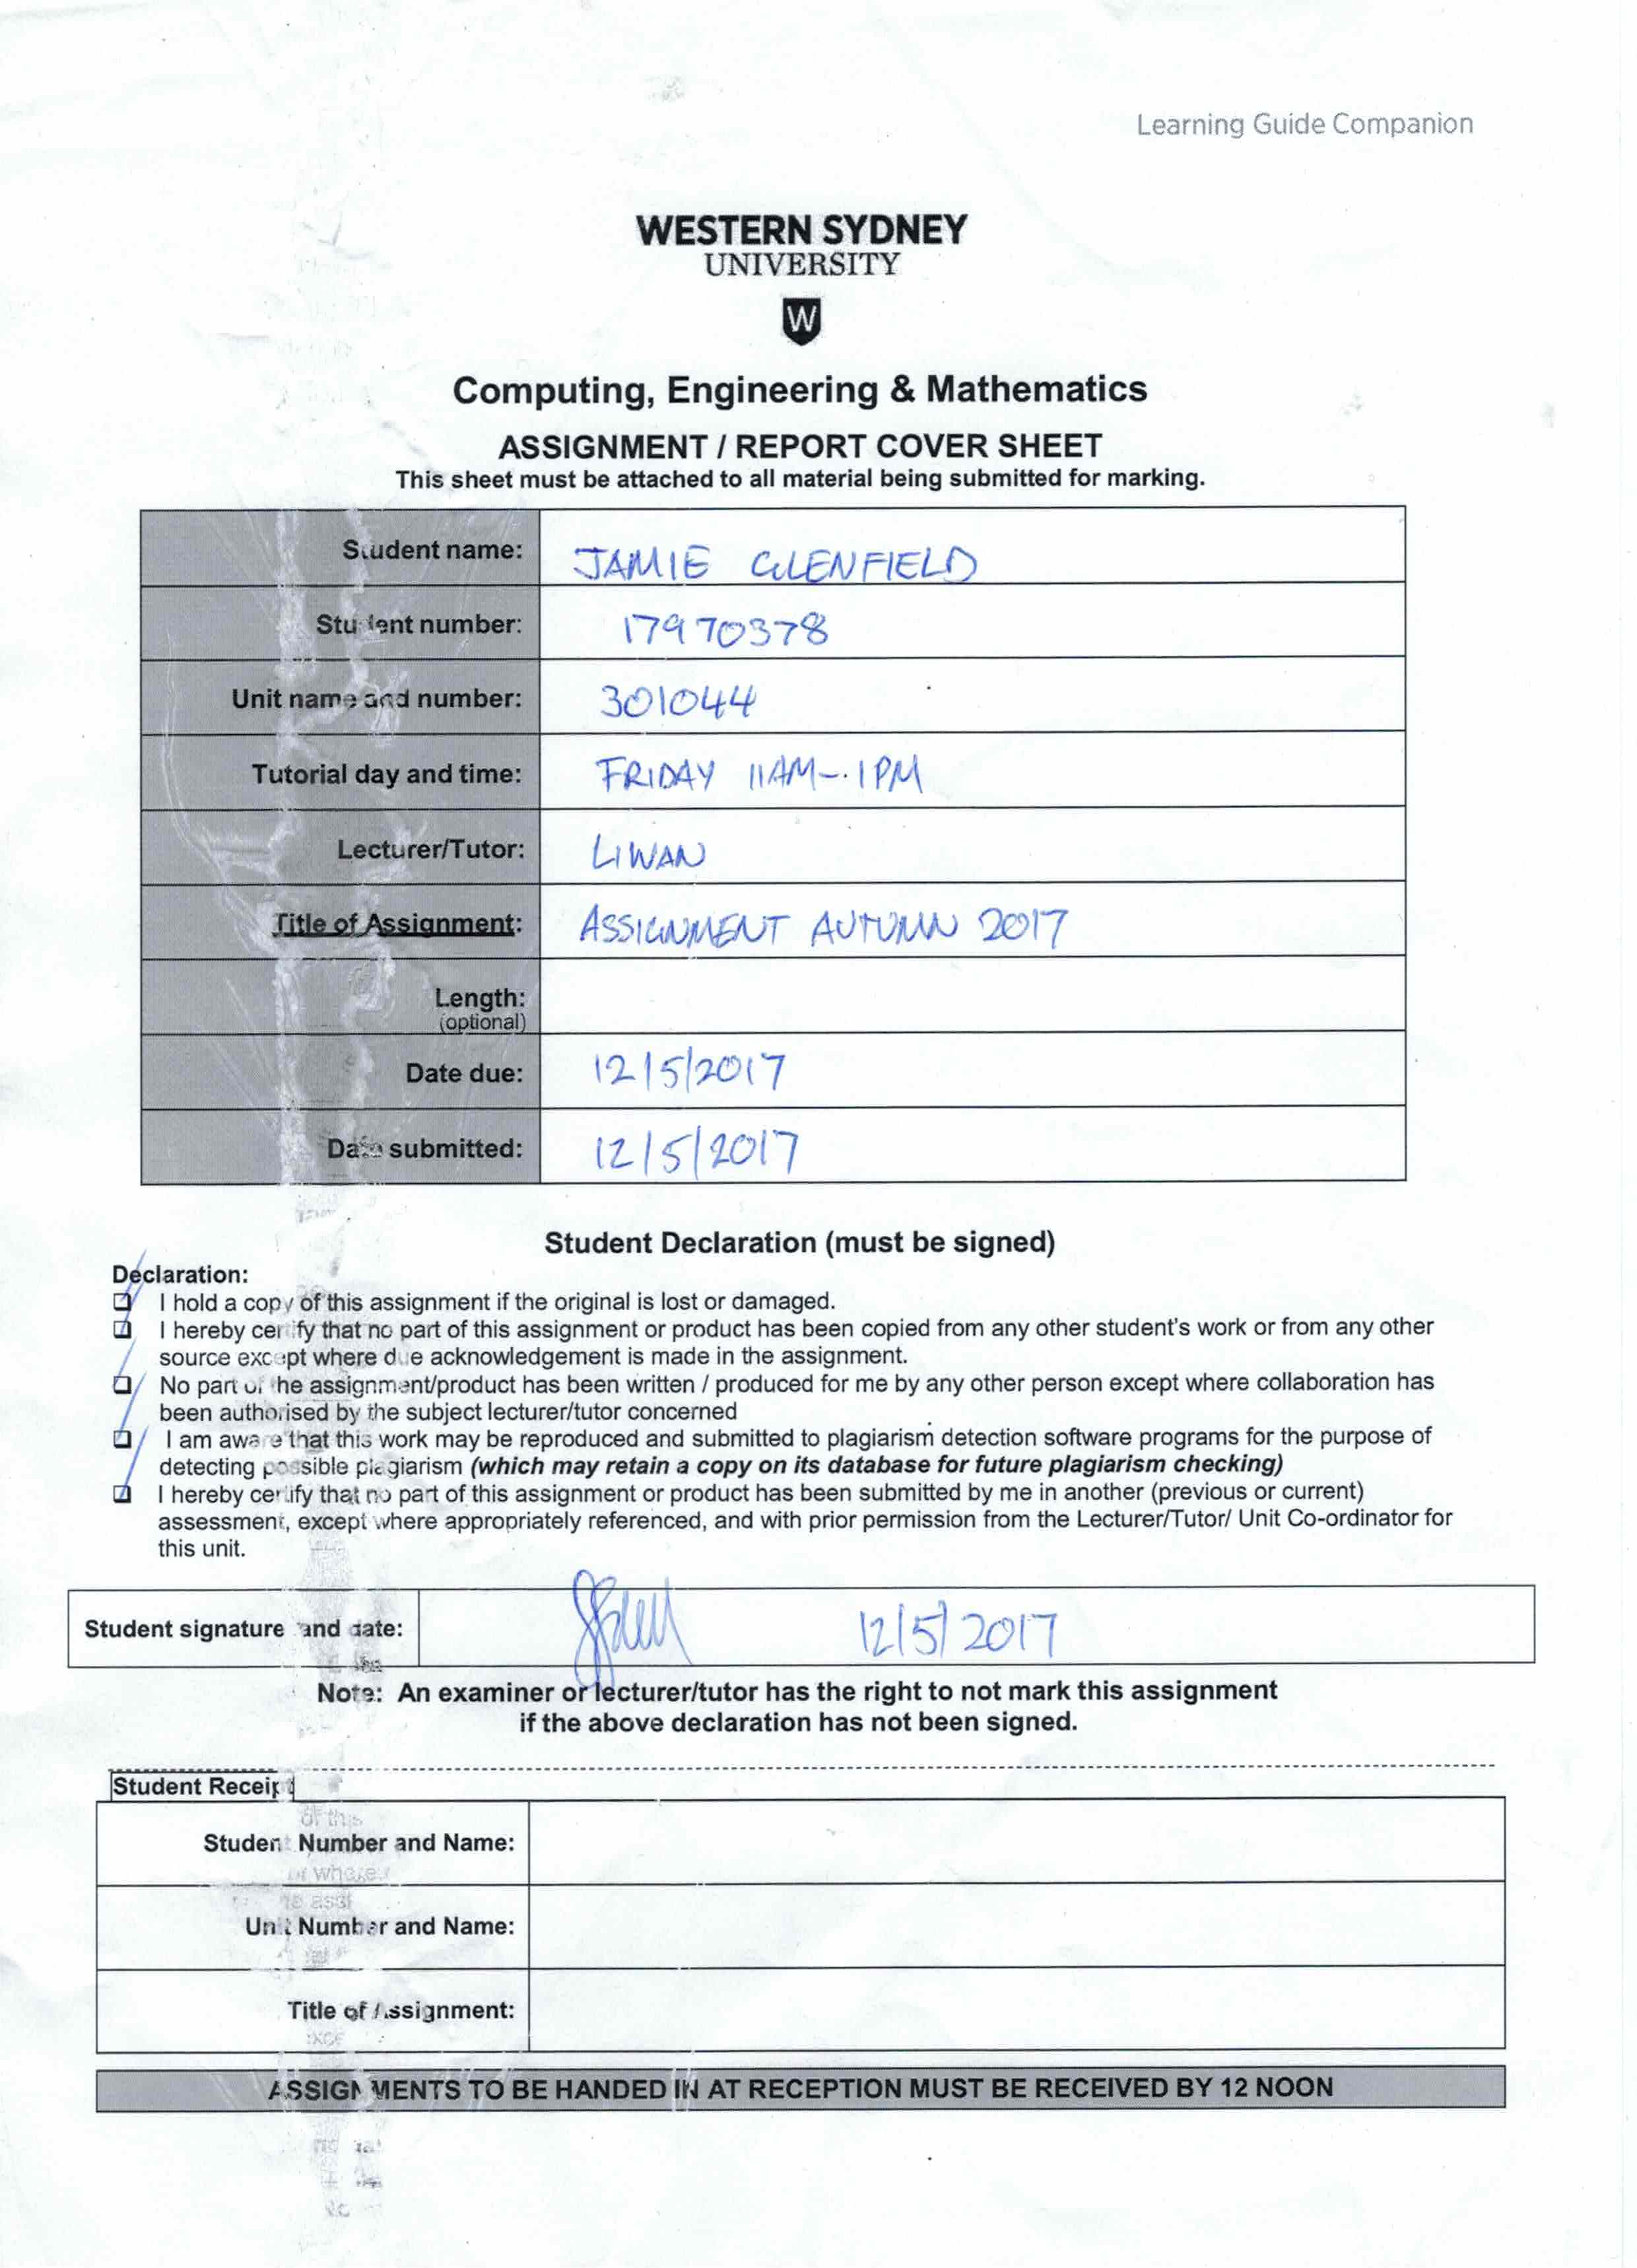 Learning Guide Companion
WESTERN SYDNEY
UNIVERSITY
W
Computing, Engineering & Mathematics
ASSIGNMENT / REPORT COVER SHEET
This sheet must be attached to all material being submitted for marking.
Student name: JAMIE GLENFIELD
Student number: 17970378
Unit name and number: 301044
Tutorial day and time: FRIDAY 11AM-1PM
Lecturer/Tutor: LIWAN
Title of Assignment: ASSIGNMENT AUTUMN 2017
Length:
(optional)
Date due: 12/5/2017
Date submitted: 12/5/2017
Student Declaration (must be signed)
Declaration:
I hold a copy of this assignment if the original is lost or damaged.
I hereby certify that no part of this assignment or product has been copied from any other student's work or from any other
source except where due acknowledgement is made in the assignment.
No part of the assignment/product has been written / produced for me by any other person except where collaboration has
been authorised by the subject lecturer/tutor concerned
I am aware that this work may be reproduced and submitted to plagiarism detection software programs for the purpose of
detecting possible plagiarism (which may retain a copy on its database for future plagiarism checking)
I hereby certify that no part of this assignment or product has been submitted by me in another (previous or current)
assessment, except where appropriately referenced, and with prior permission from the Lecturer/Tutor/ Unit Co-ordinator for
this unit.
Student signature and date: 12/5/2017
Note: An examiner or lecturer/tutor has the right to not mark this assignment
if the above declaration has not been signed.
Student Receipt
Student Number and Name:
Unit Number and Name:
Title of Assignment:
ASSIGNMENTS TO BE HANDED IN AT RECEPTION MUST BE RECEIVED BY 12 NOON